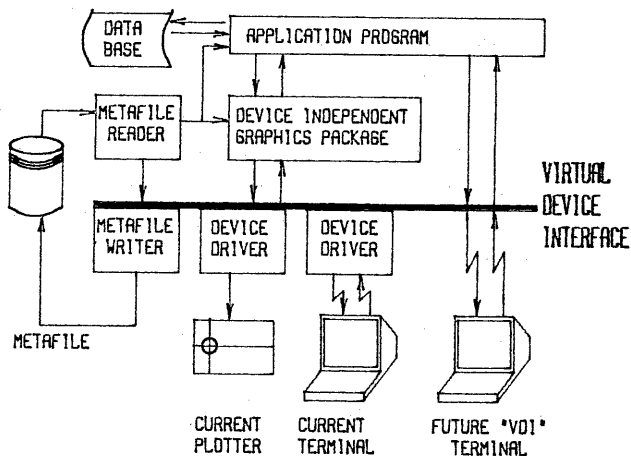 DATA
BASE
APPLICATION PROGRAM
METAFILE
READER
DEVICE INDEPENDENT
GRAPHICS PACKAGE
VIRTUAL
DEVICE
INTERFACE
METAFILE
WRITER
DEVICE
DRIVER
DEVICE
DRIVER
METAFILE
CURRENT
PLOTTER
CURRENT
TERMINAL
FUTURE "VDI"
TERMINAL